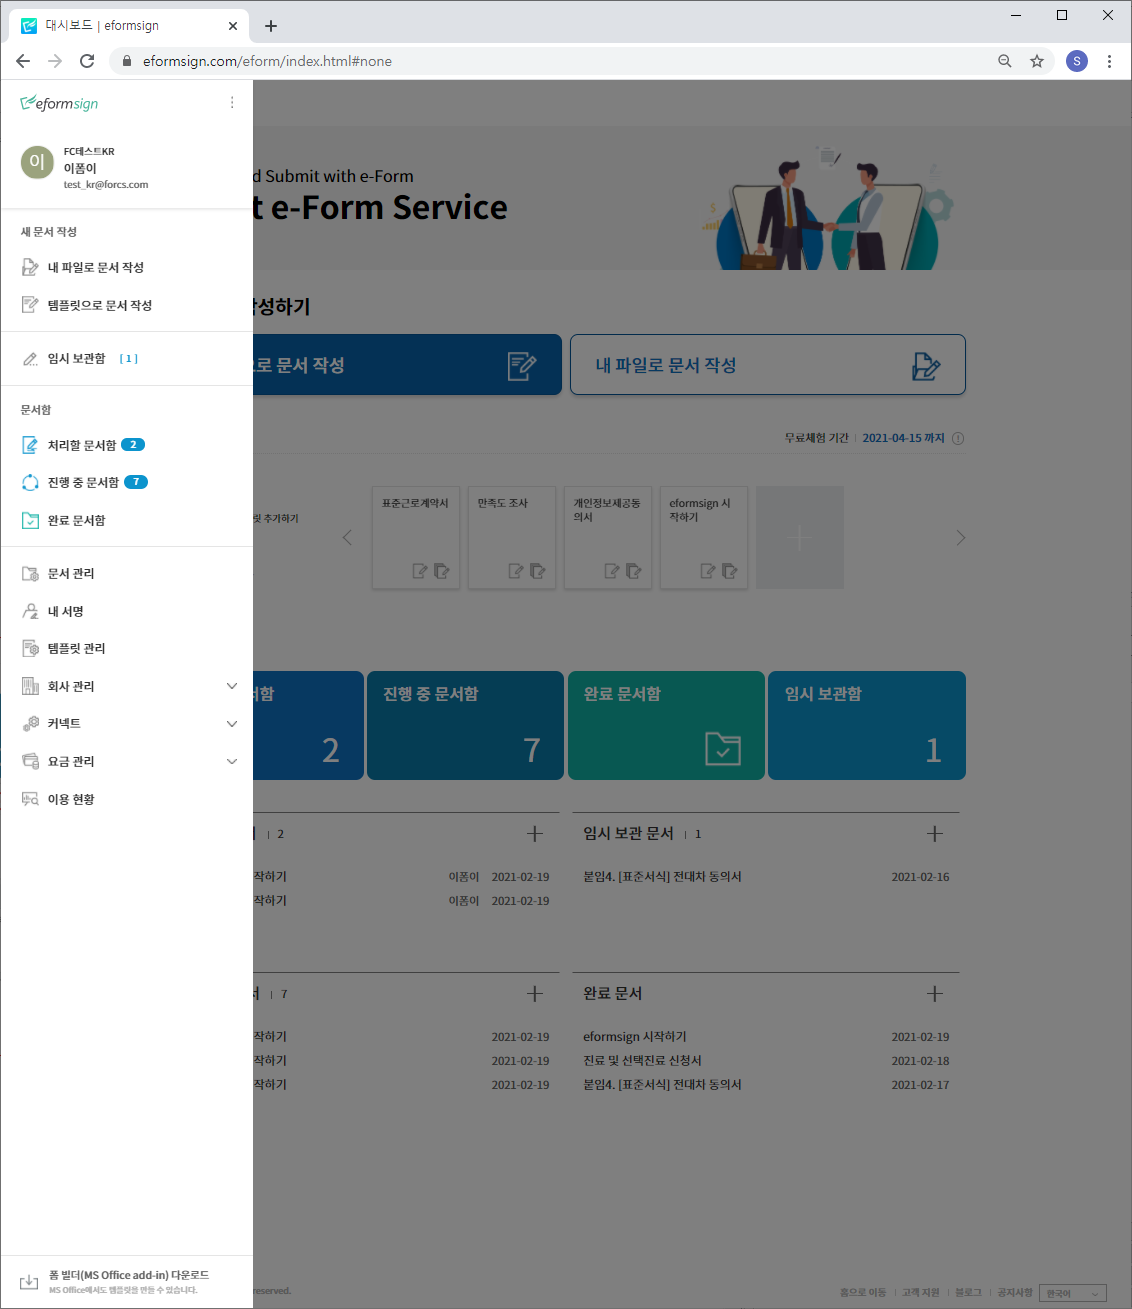 대시보드 | eformsign
eformsign.com/eform/index.html#none
S
eformsign
이
FC테스트KR
이폼이
test_kr@forcs.com
새 문서 작성
내 파일로 문서 작성
템플릿으로 문서 작성
임시 보관함 [ 1 ]
문서함
처리할 문서함 2
진행 중 문서함 7
완료 문서함
문서 관리
내 서명
템플릿 관리
회사 관리
커넥트
요금 관리
이용 현황
폼 빌더(MS Office add-in) 다운로드
MS Office에서도 템플릿을 만들 수 있습니다.
d Submit with e-Form
t e-Form Service
작성하기
으로 문서 작성
내 파일로 문서 작성
무료체험 기간 | 2021-04-15 까지
릿 추가하기
표준근로계약서
만족도 조사
개인정보제공동
의서
eformsign 시
작하기
서함
2
진행 중 문서함
7
완료 문서함
임시 보관함
1
| 2
작하기 이폼이 2021-02-19
작하기 이폼이 2021-02-19
임시 보관 문서 | 1
붙임4. [표준서식] 전대차 동의서 2021-02-16
서 | 7
작하기 2021-02-19
작하기 2021-02-19
작하기 2021-02-19
완료 문서
eformsign 시작하기 2021-02-19
진료 및 선택진료 신청서 2021-02-18
붙임4. [표준서식] 전대차 동의서 2021-02-17
reserved.
홈으로 이동 | 고객 지원 | 블로그 | 공지사항
한국어